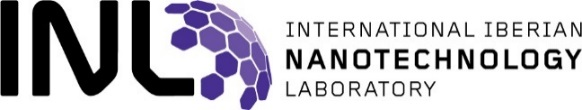 INL
INTERNATIONAL IBERIAN
NANOTECHNOLOGY
LABORATORY